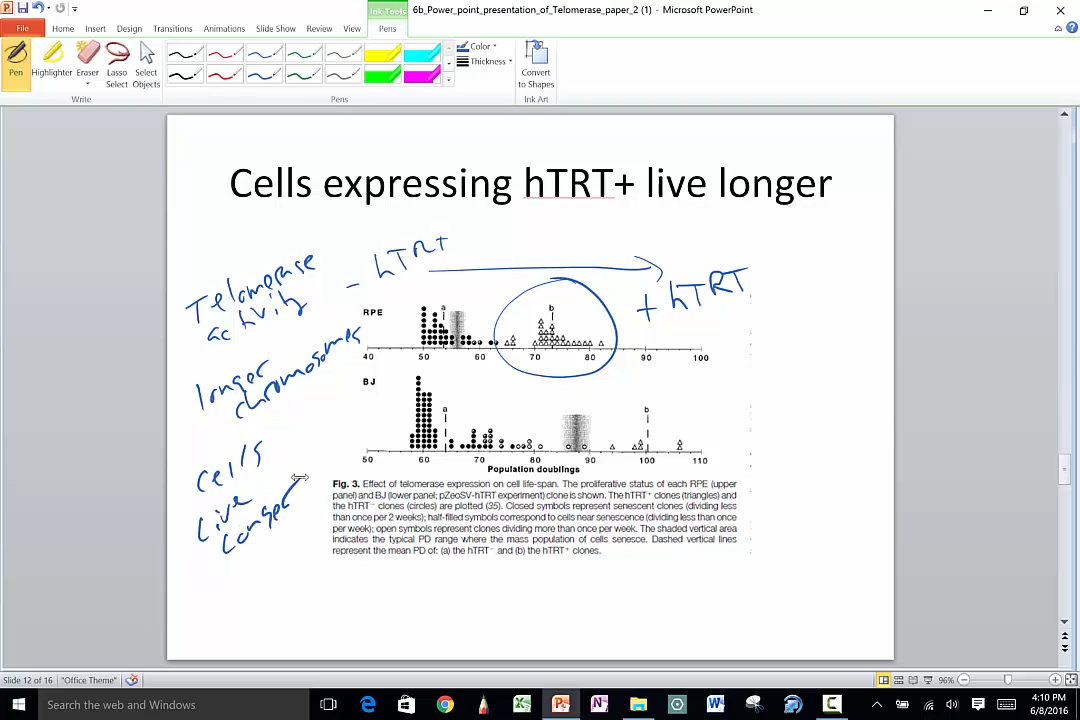 Ink Tools
6b_Power_point_presentation_of_Telomerase_paper_2 (1) - Microsoft PowerPoint
File Home Insert Design Transitions Animations Slide Show Review View Pens
Pen Highlighter Eraser Lasso Select Select Objects
Write
Color
Thickness
Pens
Convert to Shapes
Ink Art
Cells expressing hTRT+ live longer
Telomerase
activity
- hTRT
+ hTRT
longer
chromosomes
cells
live
longer
RPE
a
b
40 50 60 70 80 90 100
BJ
a
b
50 60 70 80 90 100 110
Population doublings
Fig. 3. Effect of telomerase expression on cell life-span. The proliferative status of each RPE (upper
panel) and BJ (lower panel; pZeoSV-hTRT experiment) clone is shown. The hTRT+ clones (triangles) and
the hTRT− clones (circles) are plotted (35). Closed symbols represent senescent clones (dividing less
than once per 2 weeks); half-filled symbols correspond to cells near senescence (dividing less than once
per week); open symbols represent clones dividing more than once per week. The shaded vertical area
indicates the typical PD range where the mass population of cells senesce. Dashed vertical lines
represent the mean PD of: (a) the hTRT− and (b) the hTRT+ clones.
Slide 12 of 16 "Office Theme" 96%
Search the web and Windows
4:10 PM
6/8/2016